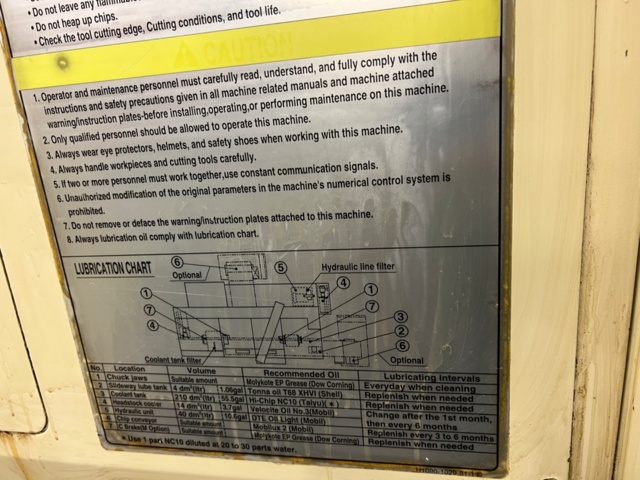 • Do not leave any flammable
• Do not heap up chips.
• Check the tool cutting edge, Cutting conditions, and tool life.
CAUTION
1. Operator and maintenance personnel must carefully read, understand, and fully comply with the
instructions and safety precautions given in all machine related manuals and machine attached
warning/instruction plates-before installing,operating,or performing maintenance on this machine.
2. Only qualified personnel should be allowed to operate this machine.
3. Always wear eye protectors, helmets, and safety shoes when working with this machine.
4. Always handle workpieces and cutting tools carefully.
5. If two or more personnel must work together,use constant communication signals.
6. Unauthorized modification of the original parameters in the machine's numerical control system is
prohibited.
7. Do not remove or deface the warning/instruction plates attached to this machine.
8. Always lubrication oil comply with lubrication chart.
LUBRICATION CHART
6
Optional
5
Hydraulic line filter
4
1
7
4
1
7
3
2
6
Coolant tank filter
Optional
No. Location Volume Recommended Oil Lubricating Intervals
1 Chuck jaws Suitable amount Molykote EP Grease (Dow Corning) Everyday when cleaning
2 Slideway lube tank 4 dm³(ltr) 1.06gal Tonna oil T68 XHVI (Shell) Replenish when needed
3 Coolant tank 210 dm³(ltr) 55.5gal Hi-Chip NC10 (Taiyu)(＊) Replenish when needed
Headstock 14 dm³(ltr) 3.7gal Velocite Oil No.3(Mobil) Change after the 1st month,
Hydraulic unit 40 dm³(ltr) DTE Oil Light (Mobil) then every 6 months
Chip conveyor Suitable amount Mobilux 2 (Mobil) Replenish every 3 to 6 months
Suitable amount Molykote EP Grease (Dow Corning) Replenish when needed
* Use 1 part NC10 diluted at 20 to 30 parts water.